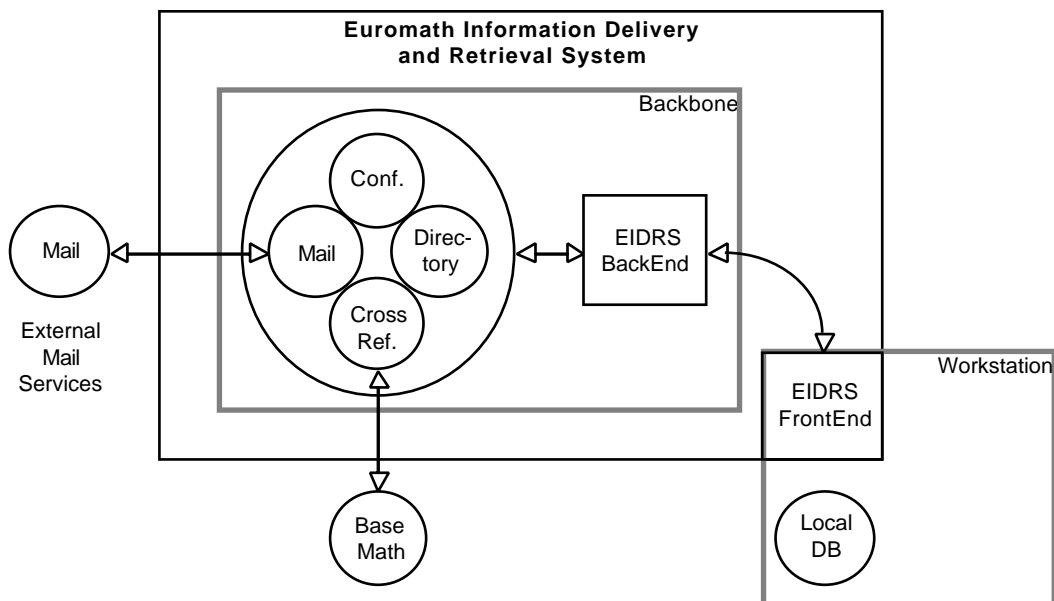 Euromath Information Delivery
and Retrieval System
Backbone
Conf.
Mail
Mail
Direc-
tory
EIDRS
BackEnd
Cross
Ref.
External
Mail
Services
Workstation
EIDRS
FrontEnd
Base
Math
Local
DB